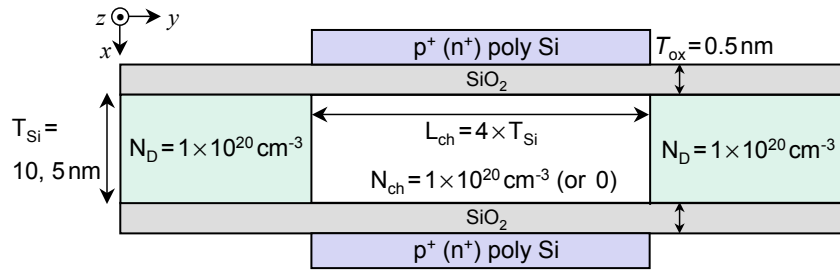 z y
x
p⁺ (n⁺) poly Si
T_ox = 0.5 nm
SiO₂
T_Si =
10, 5 nm
N_D = 1×10²⁰ cm⁻³
L_ch = 4×T_Si
N_ch = 1×10²⁰ cm⁻³ (or 0)
N_D = 1×10²⁰ cm⁻³
SiO₂
p⁺ (n⁺) poly Si